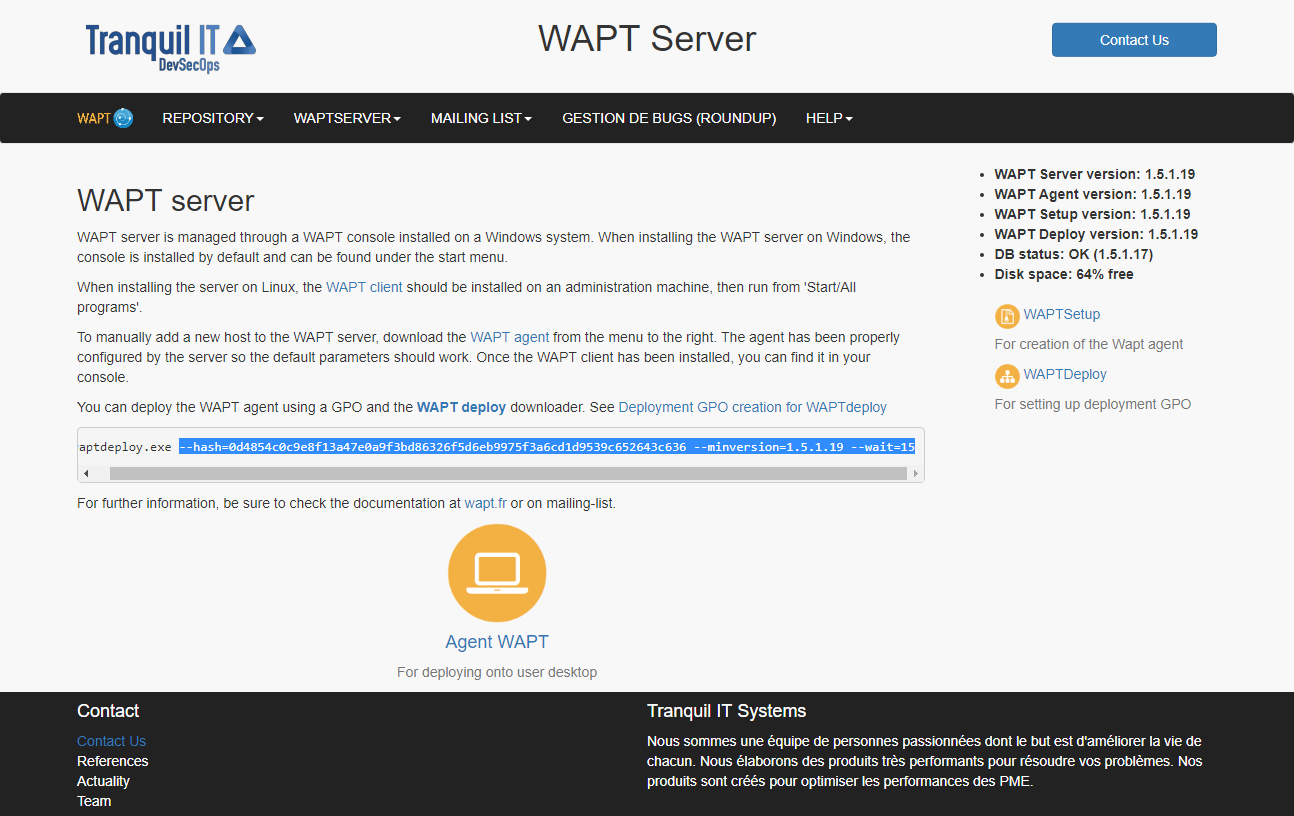 Tranquil IT
DevSecOps
WAPT Server
Contact Us
WAPT
REPOSITORY
WAPTSERVER
MAILING LIST
GESTION DE BUGS (ROUNDUP)
HELP
WAPT server
WAPT server is managed through a WAPT console installed on a Windows system. When installing the WAPT server on Windows, the
console is installed by default and can be found under the start menu.
When installing the server on Linux, the WAPT client should be installed on an administration machine, then run from 'Start/All
programs'.
To manually add a new host to the WAPT server, download the WAPT agent from the menu to the right. The agent has been properly
configured by the server so the default parameters should work. Once the WAPT client has been installed, you can find it in your
console.
You can deploy the WAPT agent using a GPO and the WAPT deploy downloader. See Deployment GPO creation for WAPTdeploy
aptdeploy.exe --hash=0d4854c0c9e8f13a47e0a9f3bd86326f5d6eb9975f3a6cd1d9539c652643c636 --minversion=1.5.1.19 --wait=15
For further information, be sure to check the documentation at wapt.fr or on mailing-list.
Agent WAPT
For deploying onto user desktop
WAPT Server version: 1.5.1.19
WAPT Agent version: 1.5.1.19
WAPT Setup version: 1.5.1.19
WAPT Deploy version: 1.5.1.19
DB status: OK (1.5.1.17)
Disk space: 64% free
WAPTSetup
For creation of the Wapt agent
WAPTDeploy
For setting up deployment GPO
Contact
Contact Us
References
Actuality
Team
Tranquil IT Systems
Nous sommes une équipe de personnes passionnées dont le but est d'améliorer la vie de
chacun. Nous élaborons des produits très performants pour résoudre vos problèmes. Nos
produits sont créés pour optimiser les performances des PME.